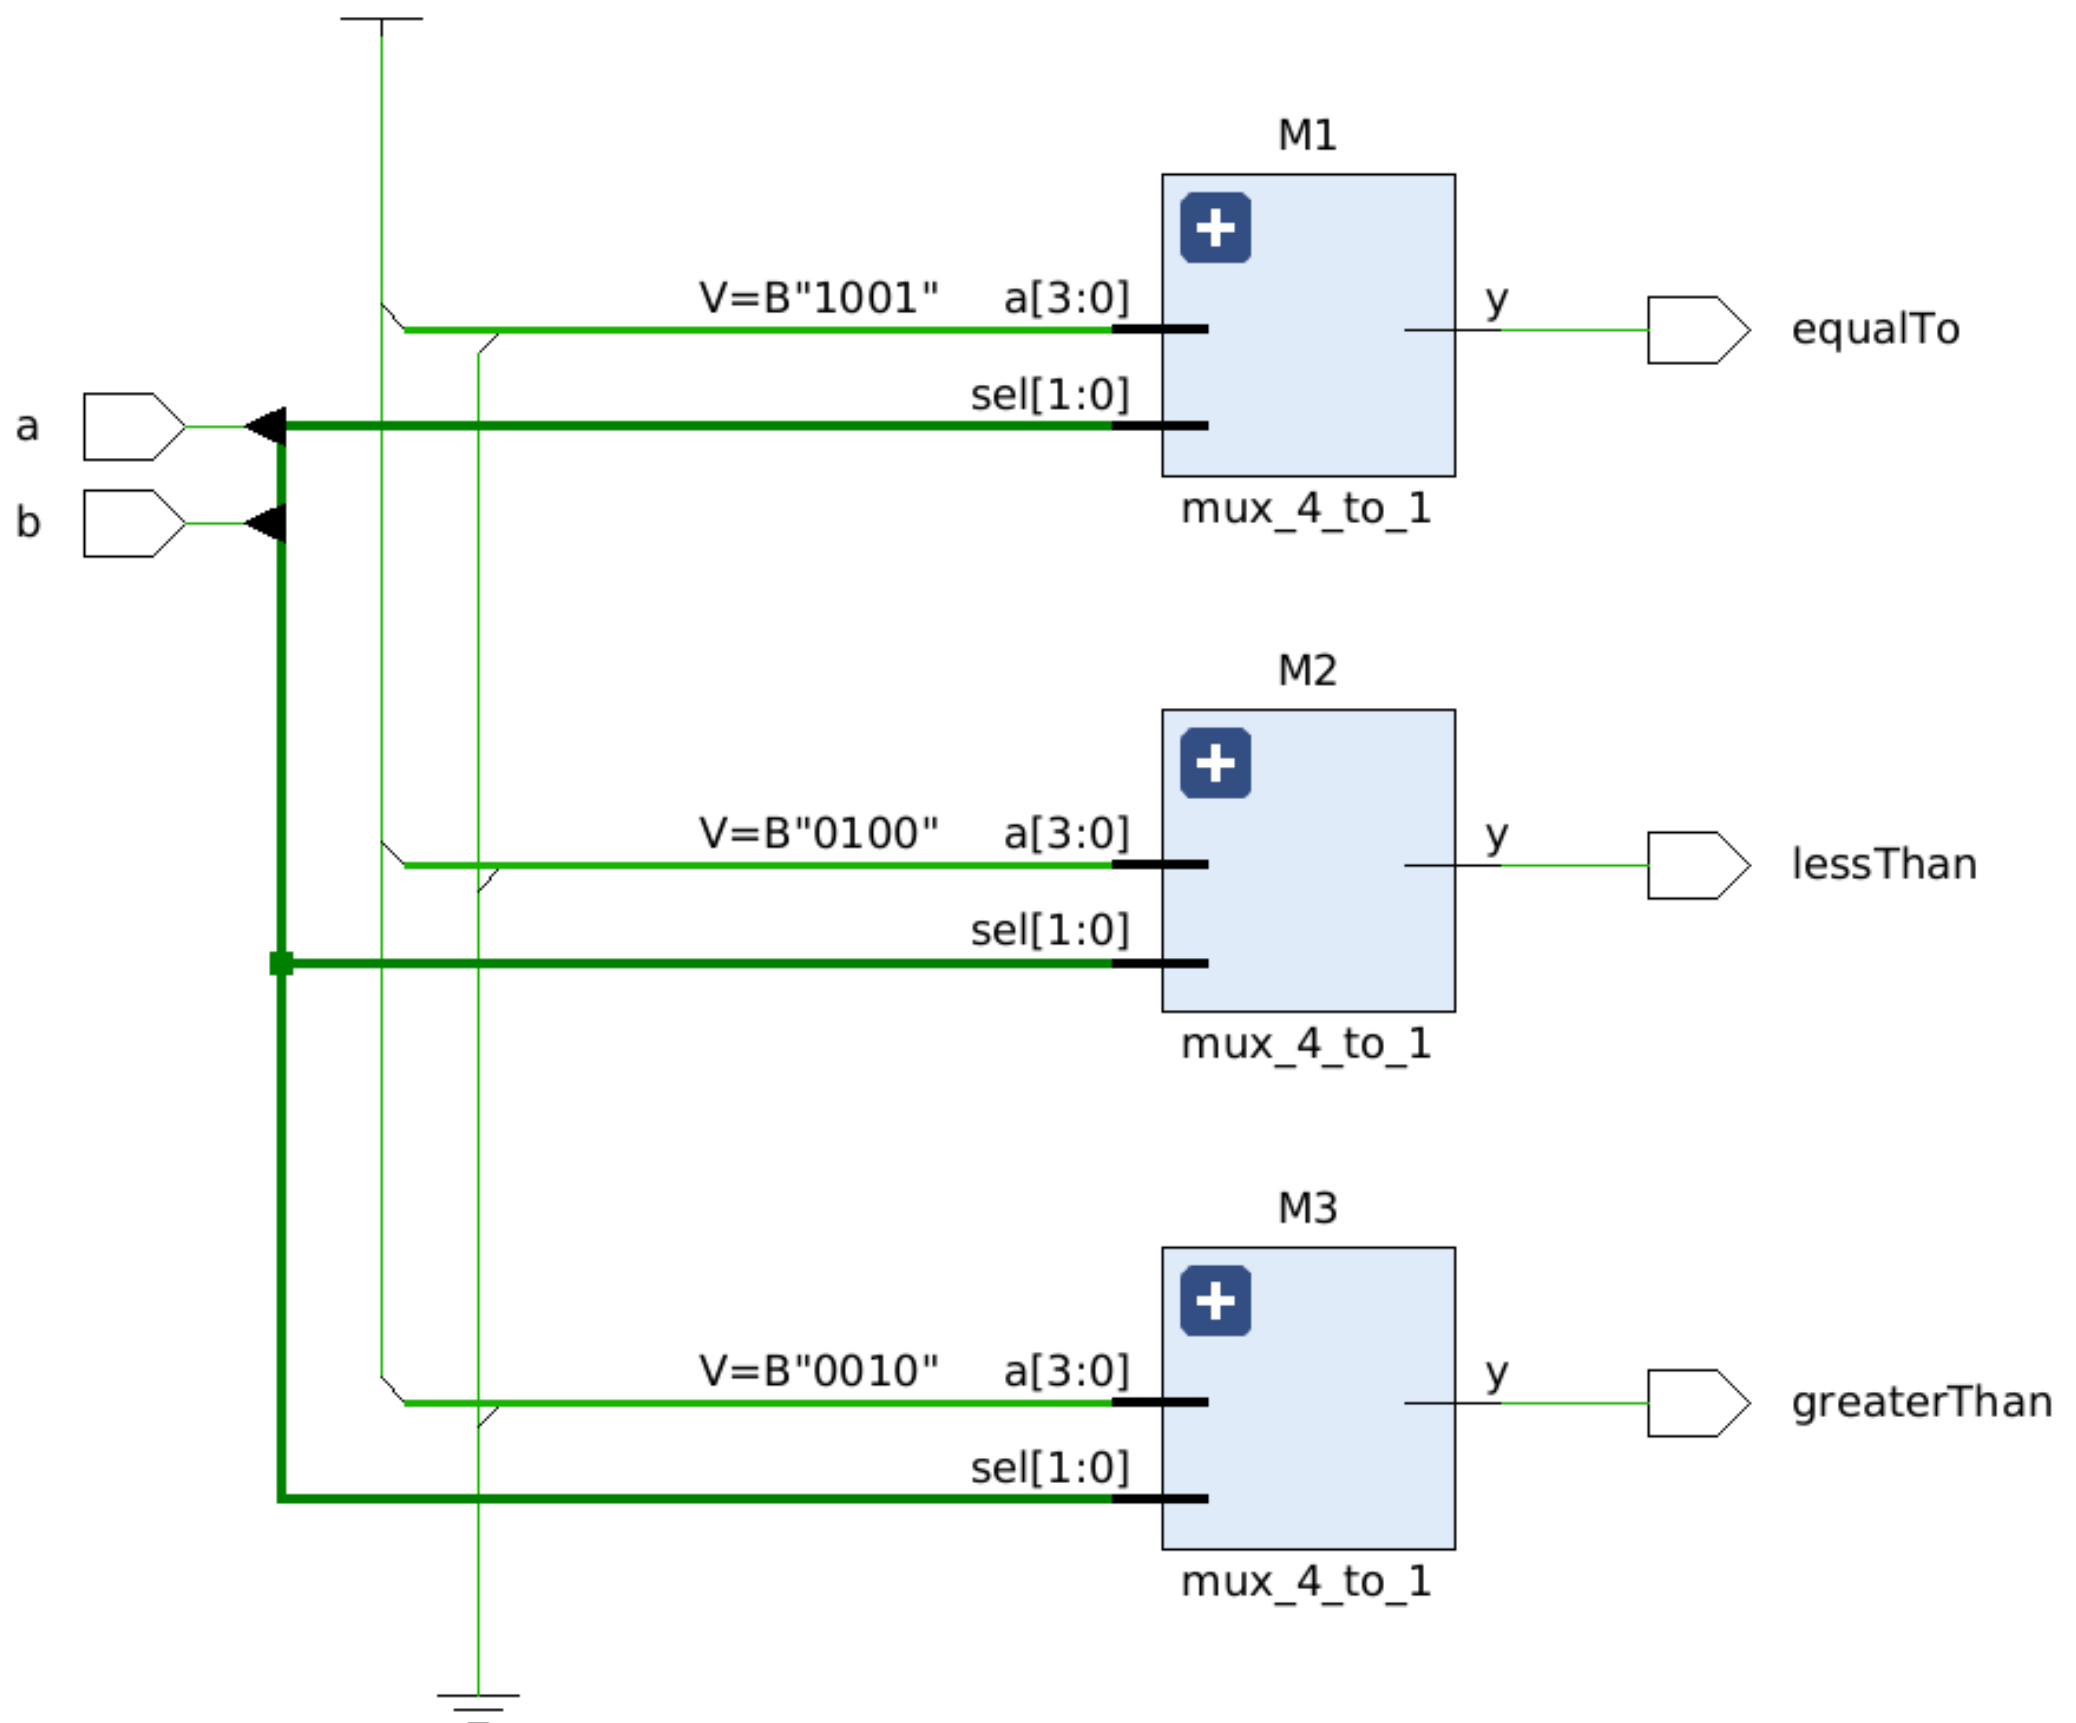 M1
V=B"1001" a[3:0]
y
equalTo
sel[1:0]
a
b
mux_4_to_1
M2
V=B"0100" a[3:0]
y
lessThan
sel[1:0]
mux_4_to_1
M3
V=B"0010" a[3:0]
y
greaterThan
sel[1:0]
mux_4_to_1